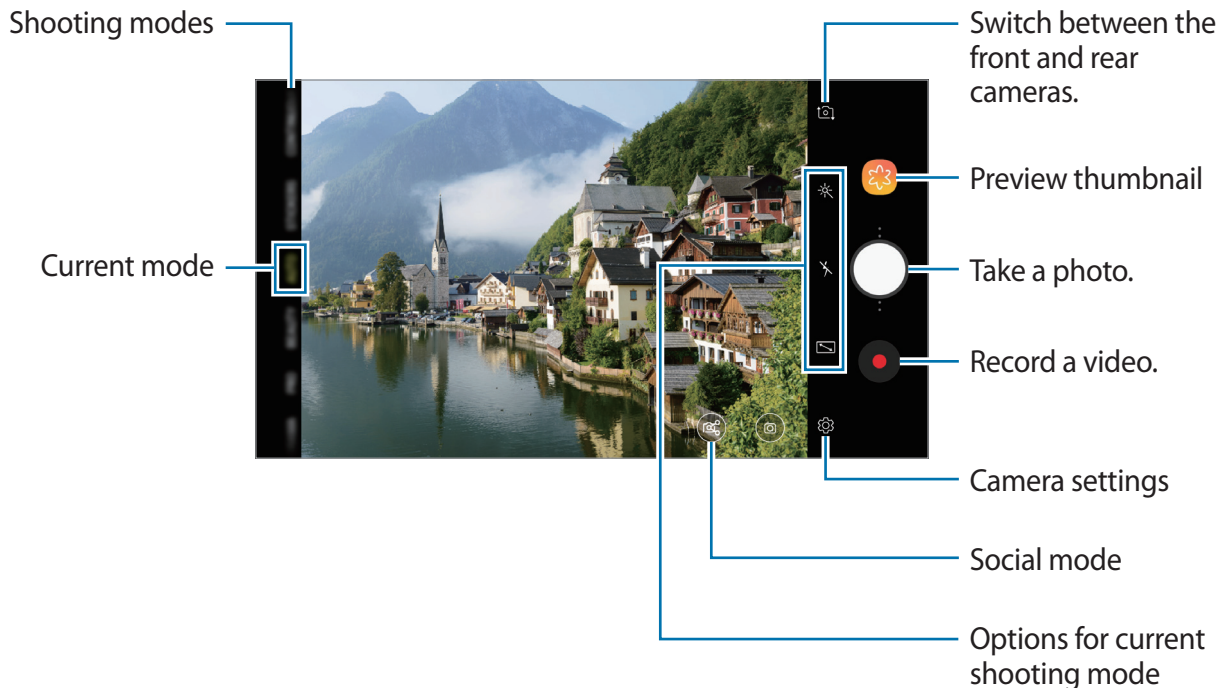 Shooting modes
Current mode
Switch between the
front and rear
cameras.
Preview thumbnail
Take a photo.
Record a video.
Camera settings
Social mode
Options for current
shooting mode